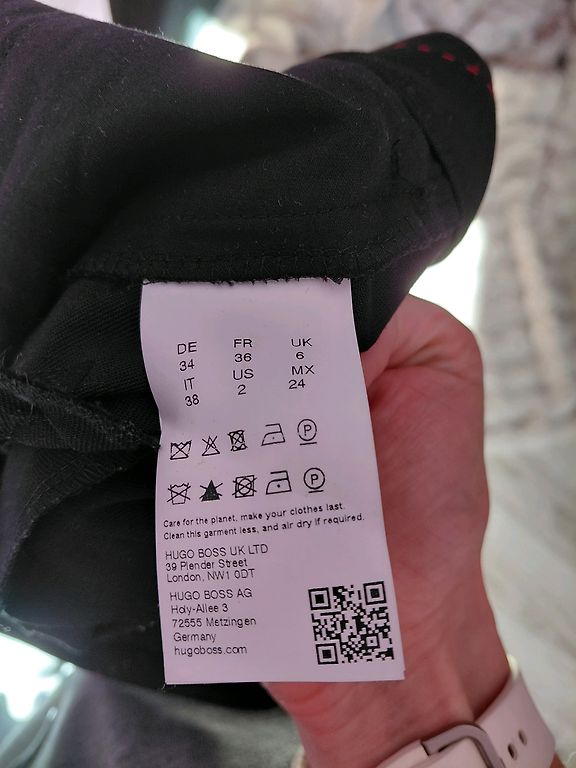 DE FR UK
34 36 6
IT US MX
38 2 24
P
P
Care for the planet, make your clothes last.
Clean this garment less, and air dry if required.
HUGO BOSS UK LTD
39 Plender Street
London, NW1 0DT
HUGO BOSS AG
Holy-Allee 3
72555 Metzingen
Germany
hugoboss.com